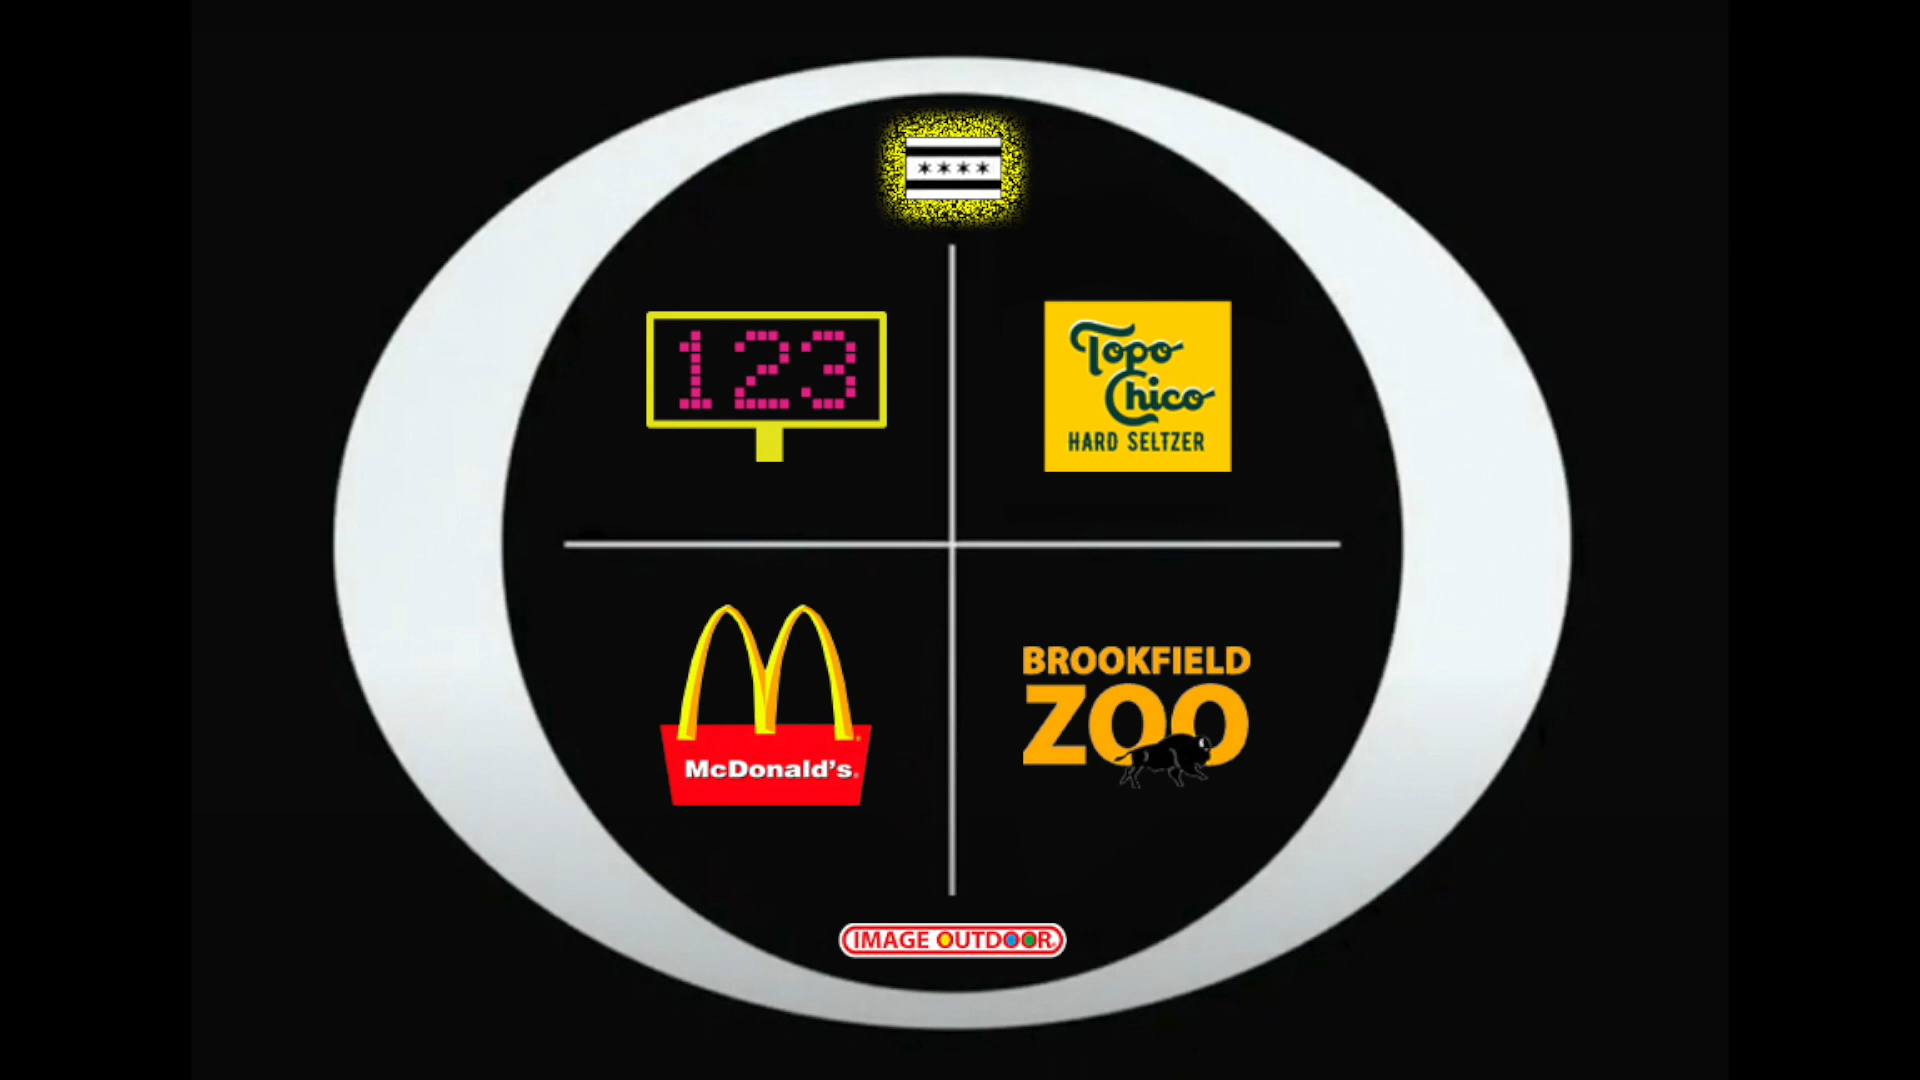 123
Topo
Chico
HARD SELTZER
McDonald's
BROOKFIELD
ZOO
IMAGE OUTDOOR